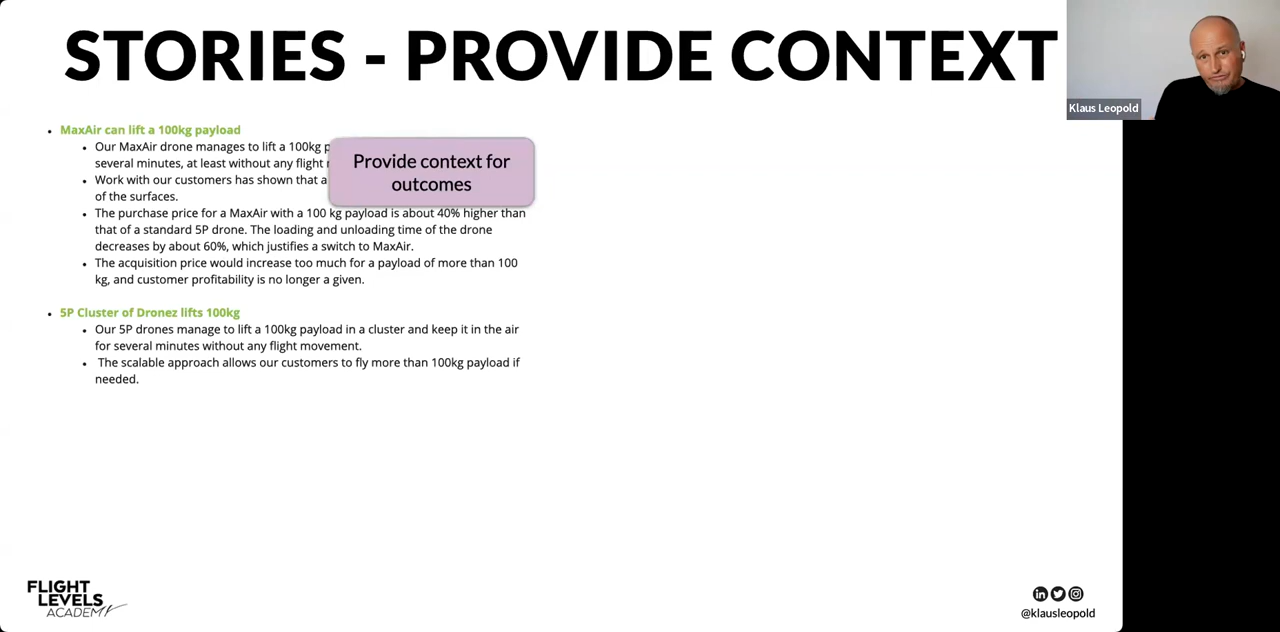 STORIES - PROVIDE CONTEXT
Klaus Leopold
MaxAir can lift a 100kg payload
Our MaxAir drone manages to lift a 100kg
several minutes, at least without any flight
Work with our customers has shown that a
of the surfaces.
Provide context for
outcomes
The purchase price for a MaxAir with a 100 kg payload is about 40% higher than
that of a standard 5P drone. The loading and unloading time of the drone
decreases by about 60%, which justifies a switch to MaxAir.
The acquisition price would increase too much for a payload of more than 100
kg, and customer profitability is no longer a given.
5P Cluster of Dronez lifts 100kg
Our 5P drones manage to lift a 100kg payload in a cluster and keep it in the air
for several minutes without any flight movement.
The scalable approach allows our customers to fly more than 100kg payload if
needed.
FLIGHT
LEVELS
ACADEMY
in
@klausleopold